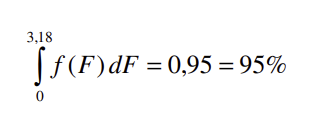 3,18
∫ f (F) dF = 0,95 = 95%
0